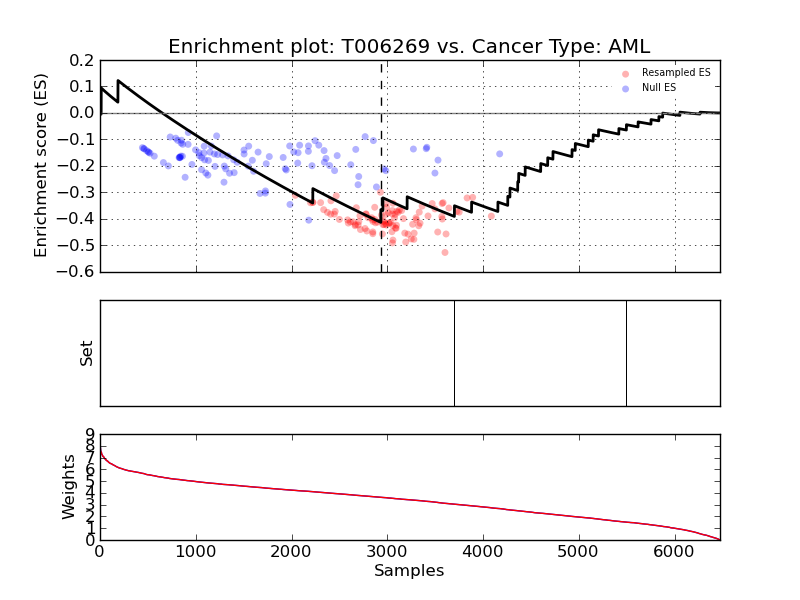 Enrichment plot: T006269 vs. Cancer Type: AML
Enrichment score (ES)
0.2
0.1
0.0
−0.1
−0.2
−0.3
−0.4
−0.5
−0.6
Resampled ES
Null ES
Set
Weights
9
8
7
6
5
4
3
2
1
0
0 1000 2000 3000 4000 5000 6000
Samples